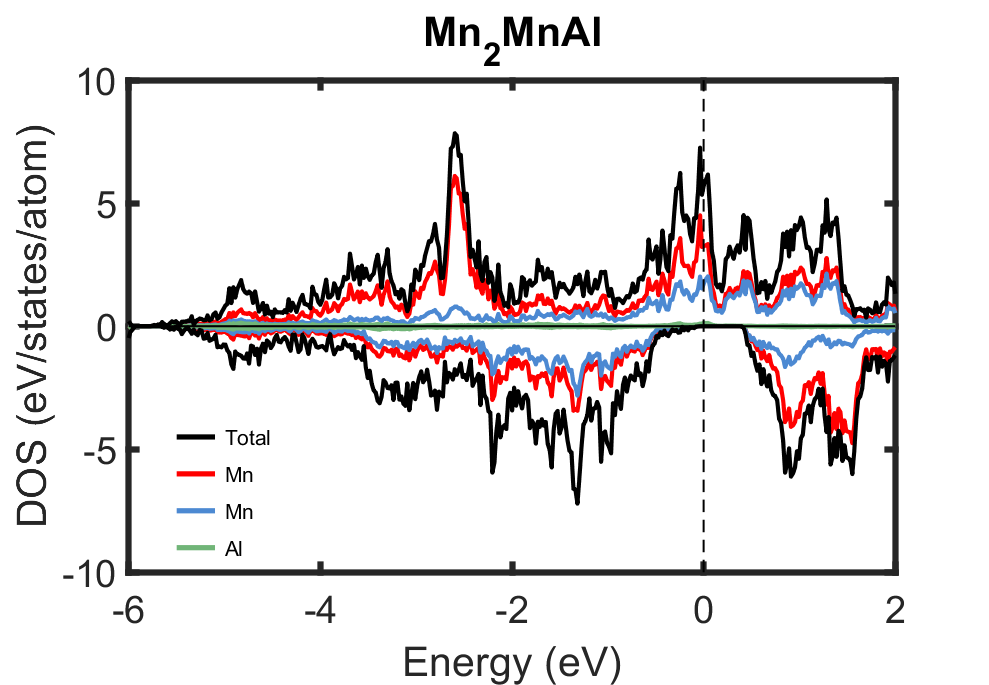 Mn2MnAl
DOS (eV/states/atom)
10
5
0
-5
-10
Total
Mn
Mn
Al
-6 -4 -2 0 2
Energy (eV)